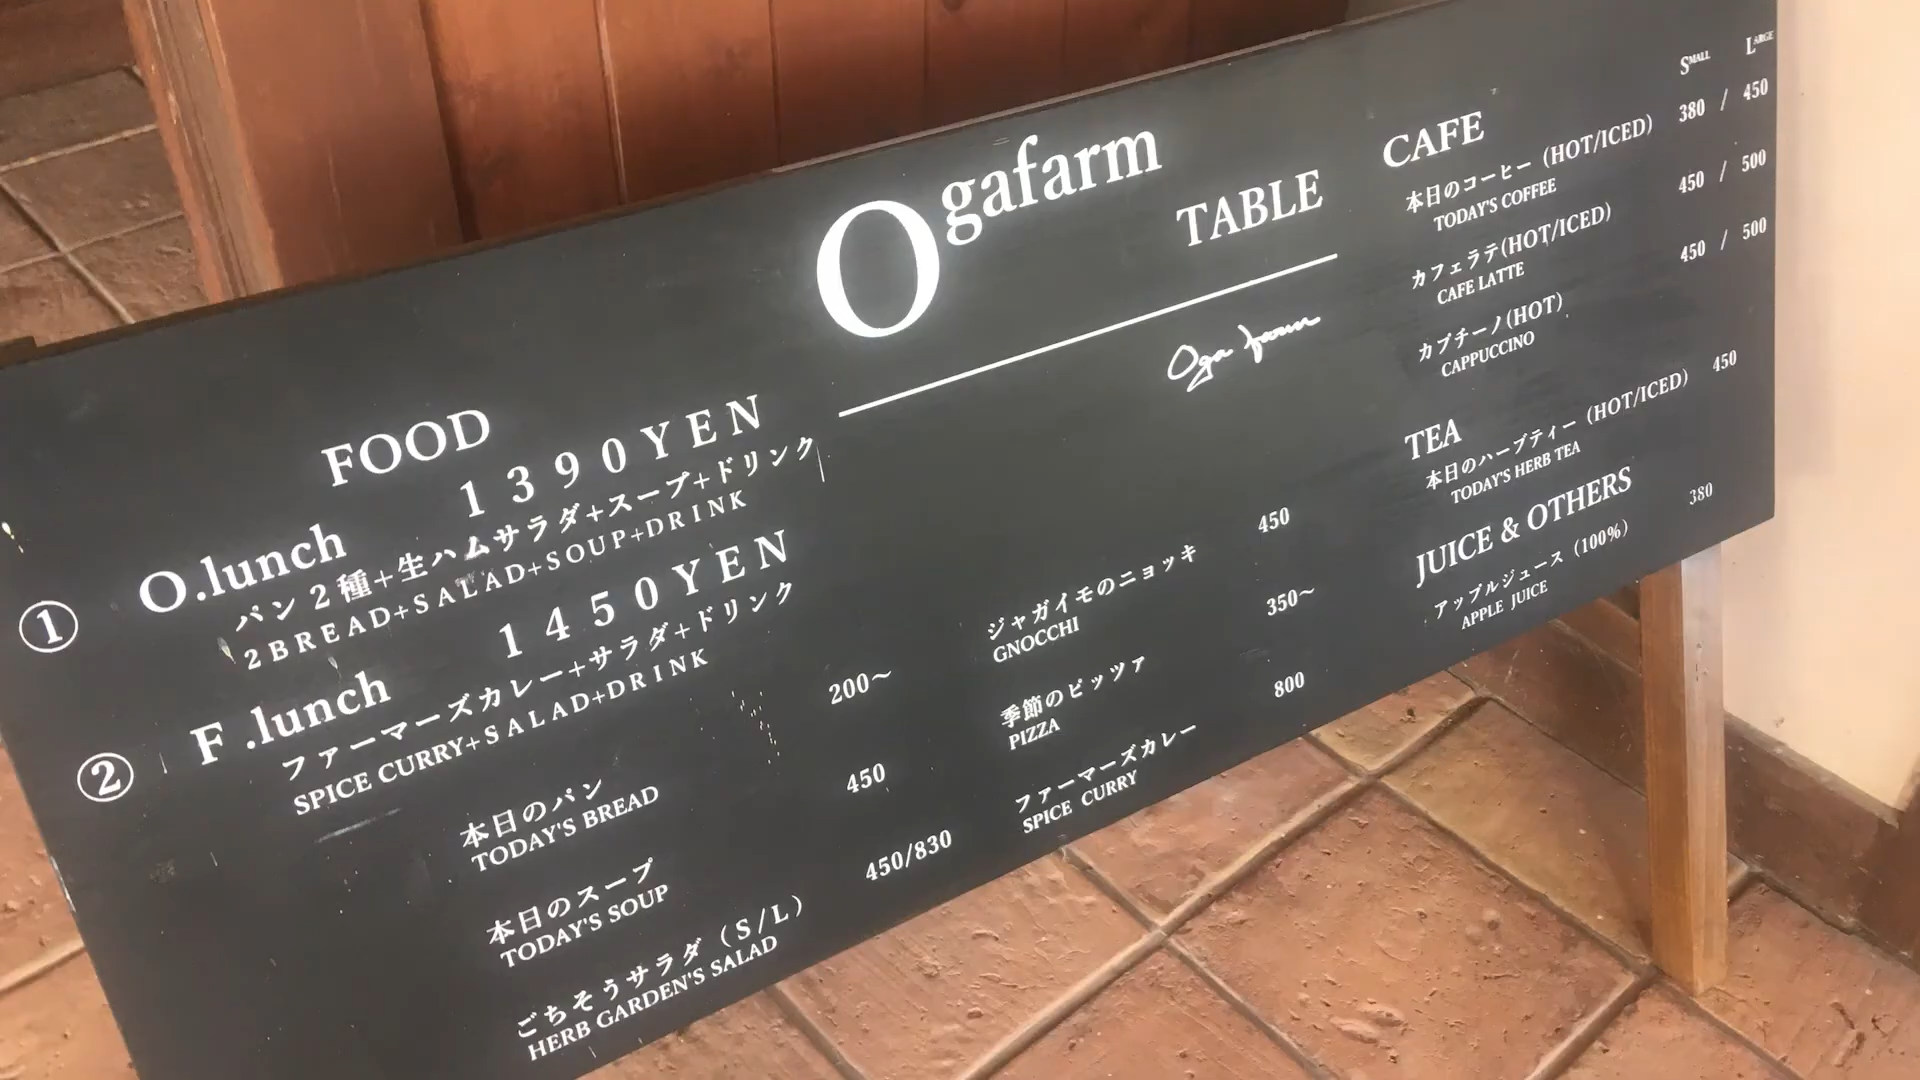 Ogafarm
TABLE
Oga farm
FOOD
① O.lunch 1390YEN
パン2種+生ハムサラダ+スープ+ドリンク
2BREAD+SALAD+SOUP+DRINK
② F.lunch 1450YEN
ファーマーズカレー+サラダ+ドリンク
SPICE CURRY+SALAD+DRINK
本日のパン 200~
TODAY'S BREAD
本日のスープ 450
TODAY'S SOUP
ごちそうサラダ(S/L) 450/830
HERB GARDEN'S SALAD
ジャガイモのニョッキ 450
GNOCCHI
季節のピッツァ 350~
PIZZA
ファーマーズカレー 800
SPICE CURRY
CAFE SMALL LARGE
本日のコーヒー(HOT/ICED) 380 / 450
TODAY'S COFFEE
カフェラテ(HOT/ICED) 450 / 500
CAFE LATTE
カプチーノ(HOT) 450 / 500
CAPPUCCINO
TEA
本日のハーブティー(HOT/ICED) 450
TODAY'S HERB TEA
JUICE & OTHERS
アップルジュース(100%) 380
APPLE JUICE